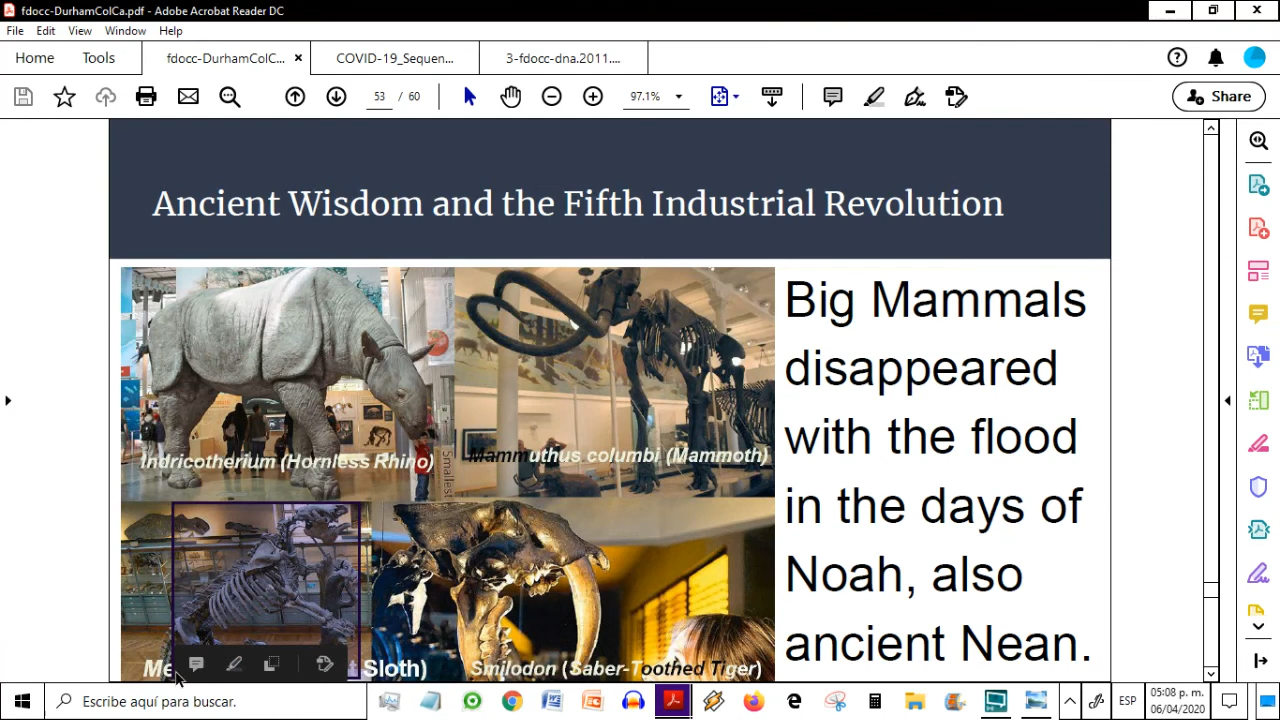 fdocc-DurhamColCa.pdf - Adobe Acrobat Reader DC
File Edit View Window Help
Home Tools fdocc-DurhamColC... COVID-19_Sequen... 3-fdocc-dna.2011....
53 / 60 97.1% Share
Ancient Wisdom and the Fifth Industrial Revolution
Indricotherium (Hornless Rhino)
Mammuthus columbi (Mammoth)
Smallest
Sloth)
Smilodon (Saber-Toothed Tiger)
Big Mammals
disappeared
with the flood
in the days of
Noah, also
ancient Nean.
Escribe aquí para buscar.
ESP
05:08 p. m.
06/04/2020